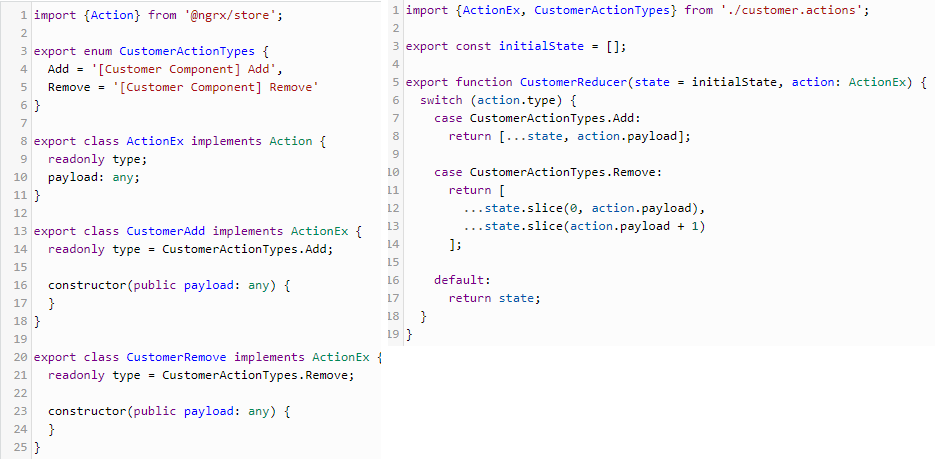 1 import {Action} from '@ngrx/store';
2
3 export enum CustomerActionTypes {
4   Add = '[Customer Component] Add',
5   Remove = '[Customer Component] Remove'
6 }
7
8 export class ActionEx implements Action {
9   readonly type;
10   payload: any;
11 }
12
13 export class CustomerAdd implements ActionEx {
14   readonly type = CustomerActionTypes.Add;
15
16   constructor(public payload: any) {
17   }
18 }
19
20 export class CustomerRemove implements ActionEx {
21   readonly type = CustomerActionTypes.Remove;
22
23   constructor(public payload: any) {
24   }
25 }
1 import {ActionEx, CustomerActionTypes} from './customer.actions';
2
3 export const initialState = [];
4
5 export function CustomerReducer(state = initialState, action: ActionEx) {
6   switch (action.type) {
7     case CustomerActionTypes.Add:
8       return [...state, action.payload];
9
10     case CustomerActionTypes.Remove:
11       return [
12         ...state.slice(0, action.payload),
13         ...state.slice(action.payload + 1)
14       ];
15
16     default:
17       return state;
18   }
19 }